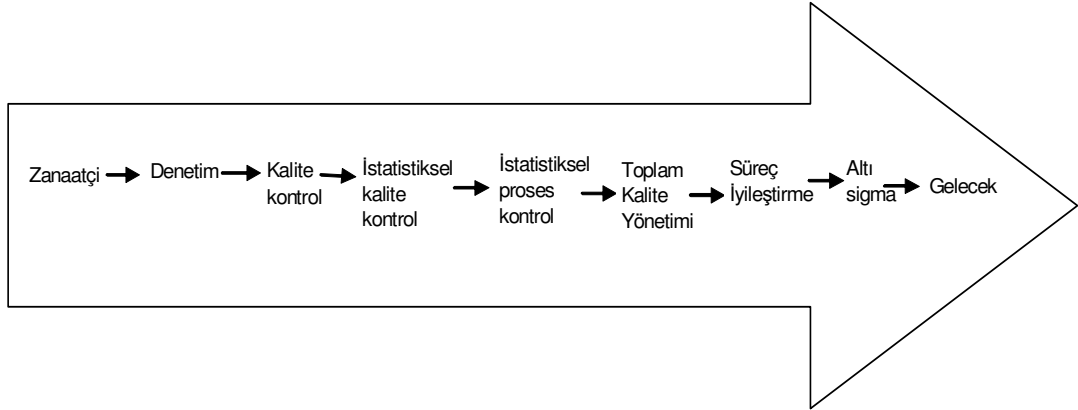 Zanaatçi
Denetim
Kalite
kontrol
İstatistiksel
kalite
kontrol
İstatistiksel
proses
kontrol
Toplam
Kalite
Yönetimi
Süreç
İyileştirme
Altı
sigma
Gelecek